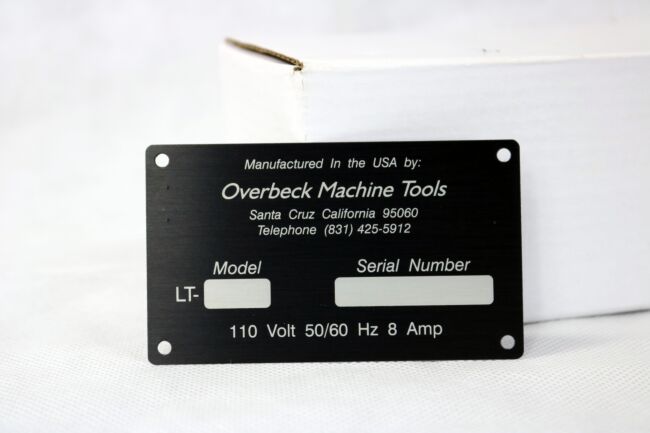 Manufactured In the USA by:
Overbeck Machine Tools
Santa Cruz California 95060
Telephone (831) 425-5912
Model Serial Number
LT-
110 Volt 50/60 Hz 8 Amp